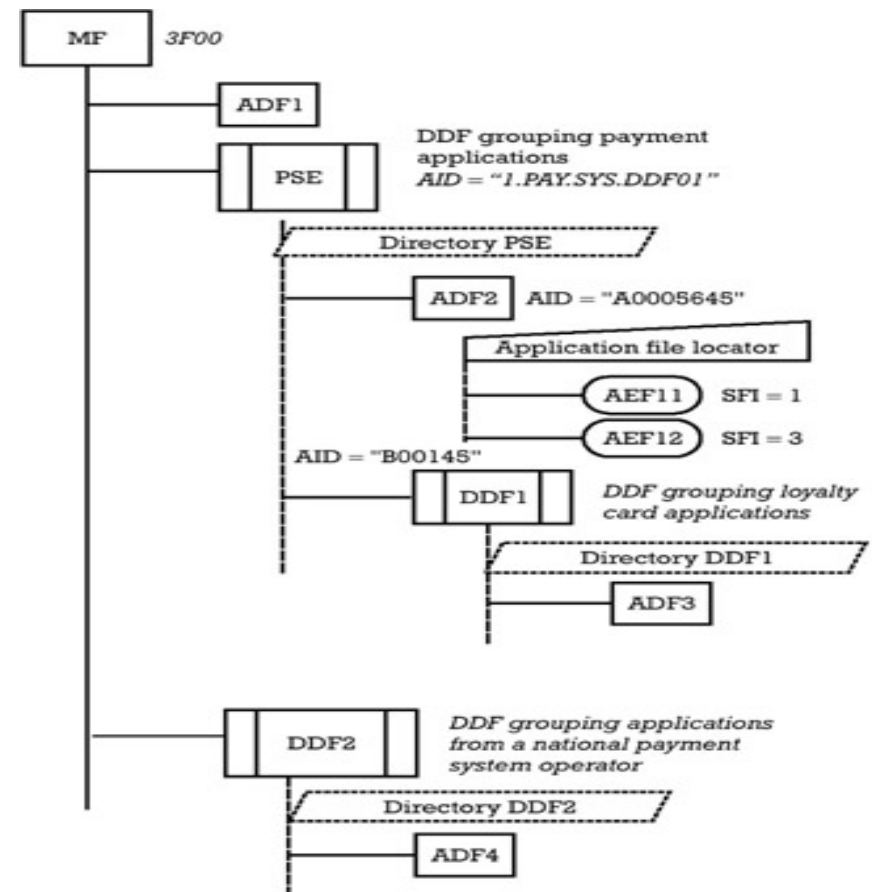 MF 3F00
ADF1
DDF grouping payment
applications
AID = “1.PAY.SYS.DDF01”
PSE
Directory PSE
ADF2 AID = "A0005645"
Application file locator
AEF11 SFI = 1
AEF12 SFI = 3
AID = "B00145"
DDF1
DDF grouping loyalty
card applications
Directory DDF1
ADF3
DDF2
DDF grouping applications
from a national payment
system operator
Directory DDF2
ADF4